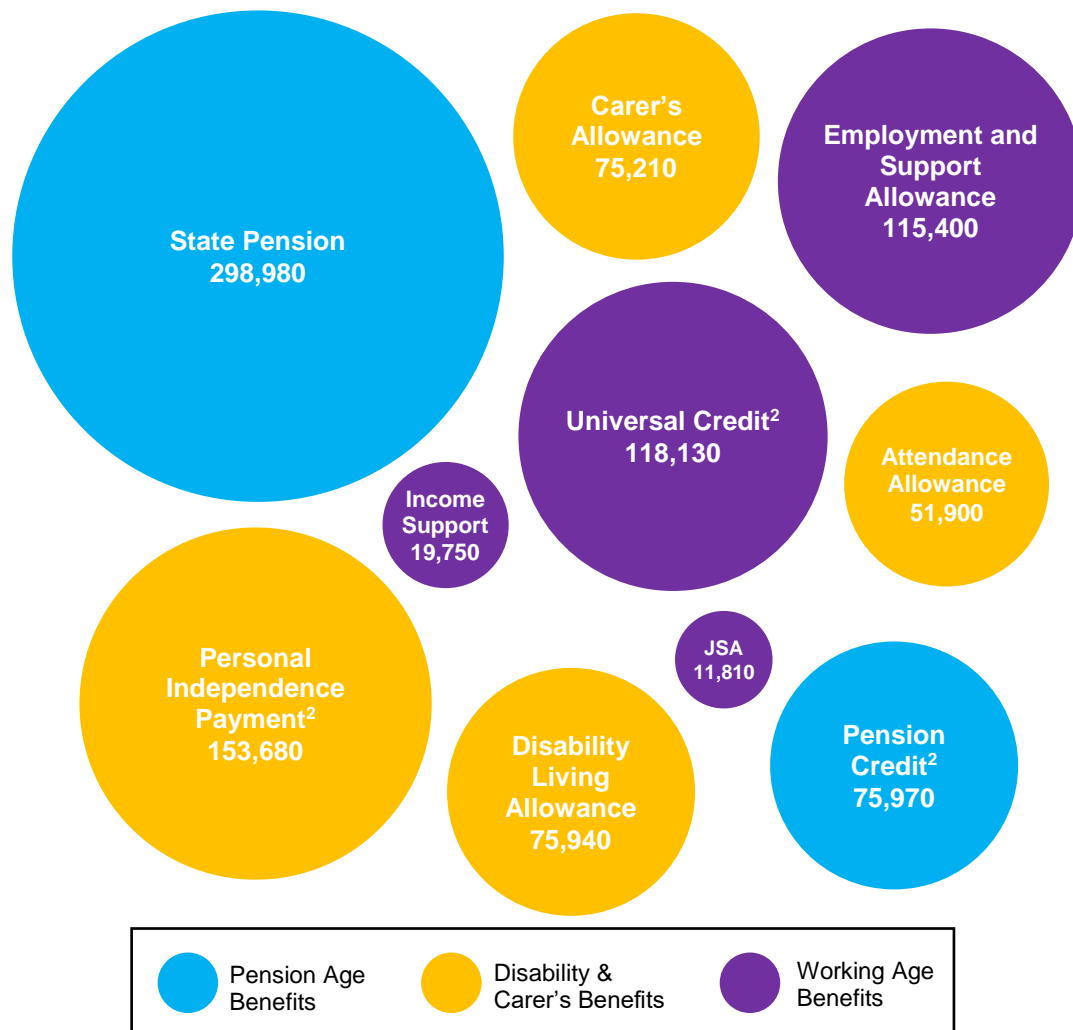 Carer's
Allowance
75,210
Employment and
Support
Allowance
115,400
State Pension
298,980
Universal Credit²
118,130
Attendance
Allowance
51,900
Income
Support
19,750
Personal
Independence
Payment²
153,680
JSA
11,810
Disability
Living
Allowance
75,940
Pension
Credit²
75,970
Pension Age
Benefits
Disability &
Carer's Benefits
Working Age
Benefits